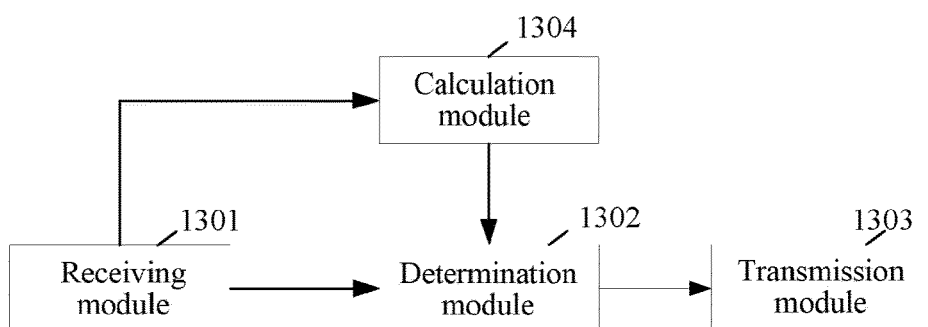 1304
Calculation
module
1301
1302
1303
Receiving
module
Determination
module
Transmission
module